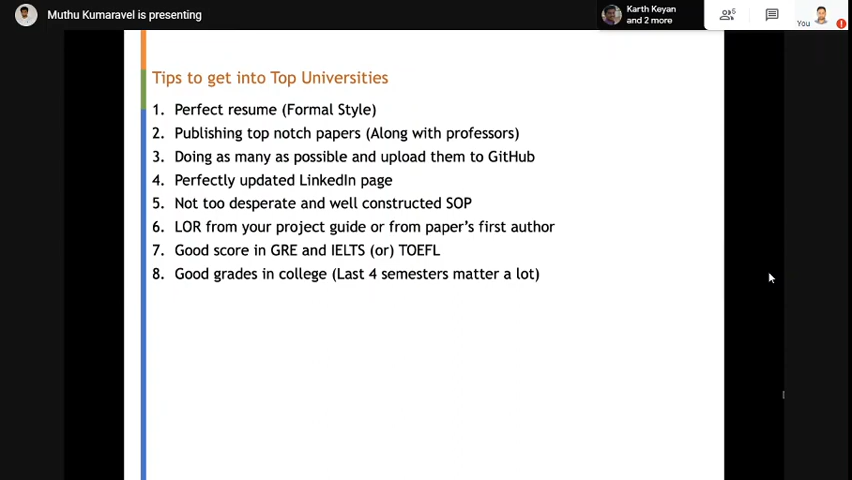 Muthu Kumaravel is presenting
Karth Keyan
and 2 more
5
You
Tips to get into Top Universities
1. Perfect resume (Formal Style)
2. Publishing top notch papers (Along with professors)
3. Doing as many as possible and upload them to GitHub
4. Perfectly updated LinkedIn page
5. Not too desperate and well constructed SOP
6. LOR from your project guide or from paper's first author
7. Good score in GRE and IELTS (or) TOEFL
8. Good grades in college (Last 4 semesters matter a lot)